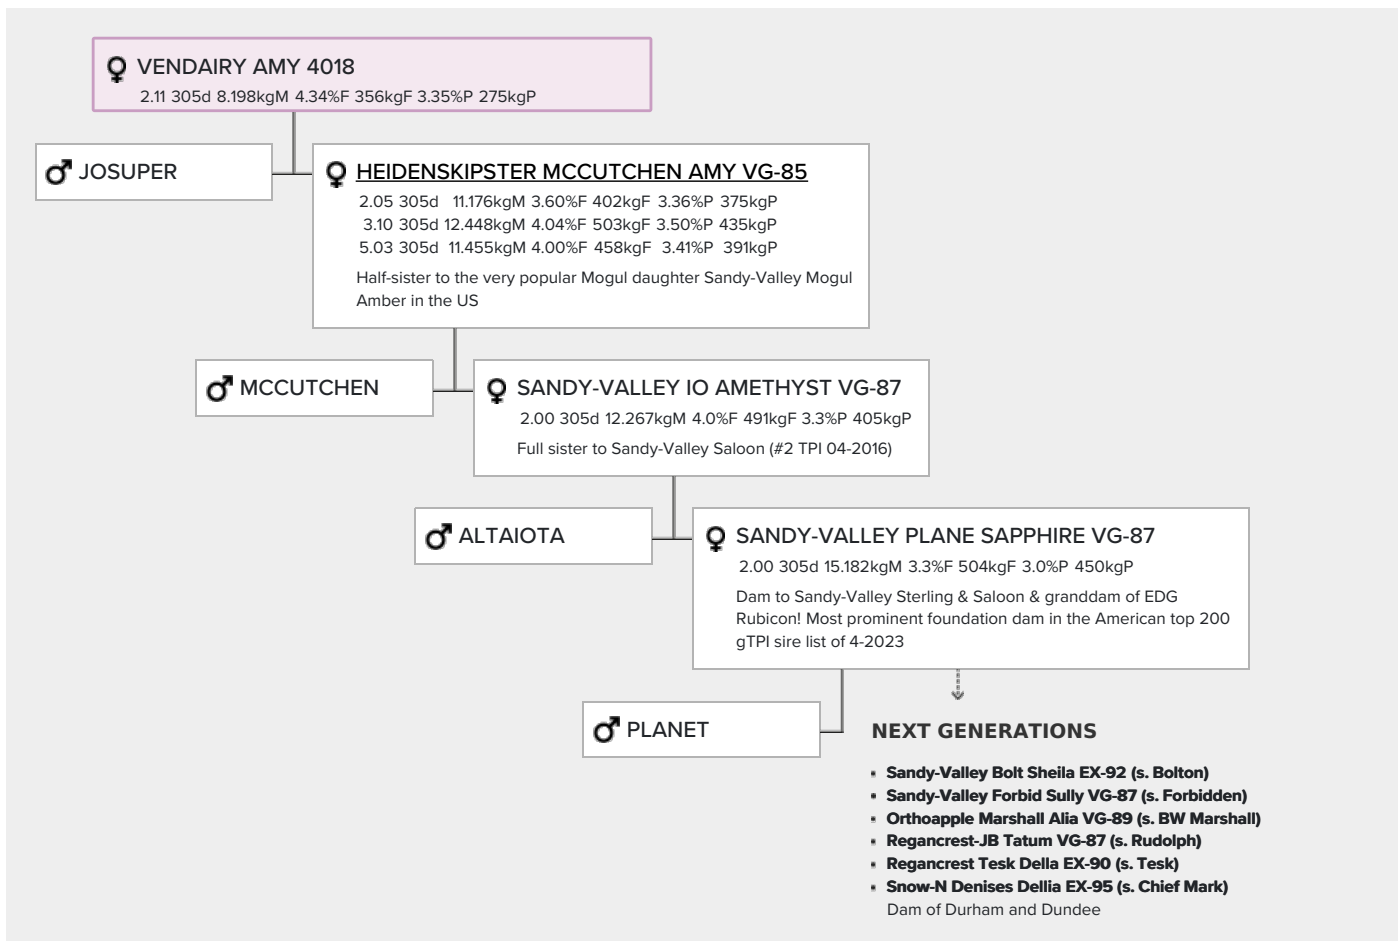 VENDAIRY AMY 4018
2.11 305d 8.198kgM 4.34%F 356kgF 3.35%P 275kgP
JOSUPER
HEIDENSKIPSTER MCCUTCHEN AMY VG-85
2.05 305d 11.176kgM 3.60%F 402kgF 3.36%P 375kgP
3.10 305d 12.448kgM 4.04%F 503kgF 3.50%P 435kgP
5.03 305d 11.455kgM 4.00%F 458kgF 3.41%P 391kgP
Half-sister to the very popular Mogul daughter Sandy-Valley Mogul
Amber in the US
MCCUTCHEN
SANDY-VALLEY IO AMETHYST VG-87
2.00 305d 12.267kgM 4.0%F 491kgF 3.3%P 405kgP
Full sister to Sandy-Valley Saloon (#2 TPI 04-2016)
ALTAIOTA
SANDY-VALLEY PLANE SAPPHIRE VG-87
2.00 305d 15.182kgM 3.3%F 504kgF 3.0%P 450kgP
Dam to Sandy-Valley Sterling & Saloon & granddam of EDG
Rubicon! Most prominent foundation dam in the American top 200
gTPI sire list of 4-2023
PLANET
NEXT GENERATIONS
Sandy-Valley Bolt Sheila EX-92 (s. Bolton)
Sandy-Valley Forbid Sully VG-87 (s. Forbidden)
Orthoapple Marshall Alia VG-89 (s. BW Marshall)
Regancrest-JB Tatum VG-87 (s. Rudolph)
Regancrest Tesk Della EX-90 (s. Tesk)
Snow-N Denises Dellia EX-95 (s. Chief Mark)
Dam of Durham and Dundee